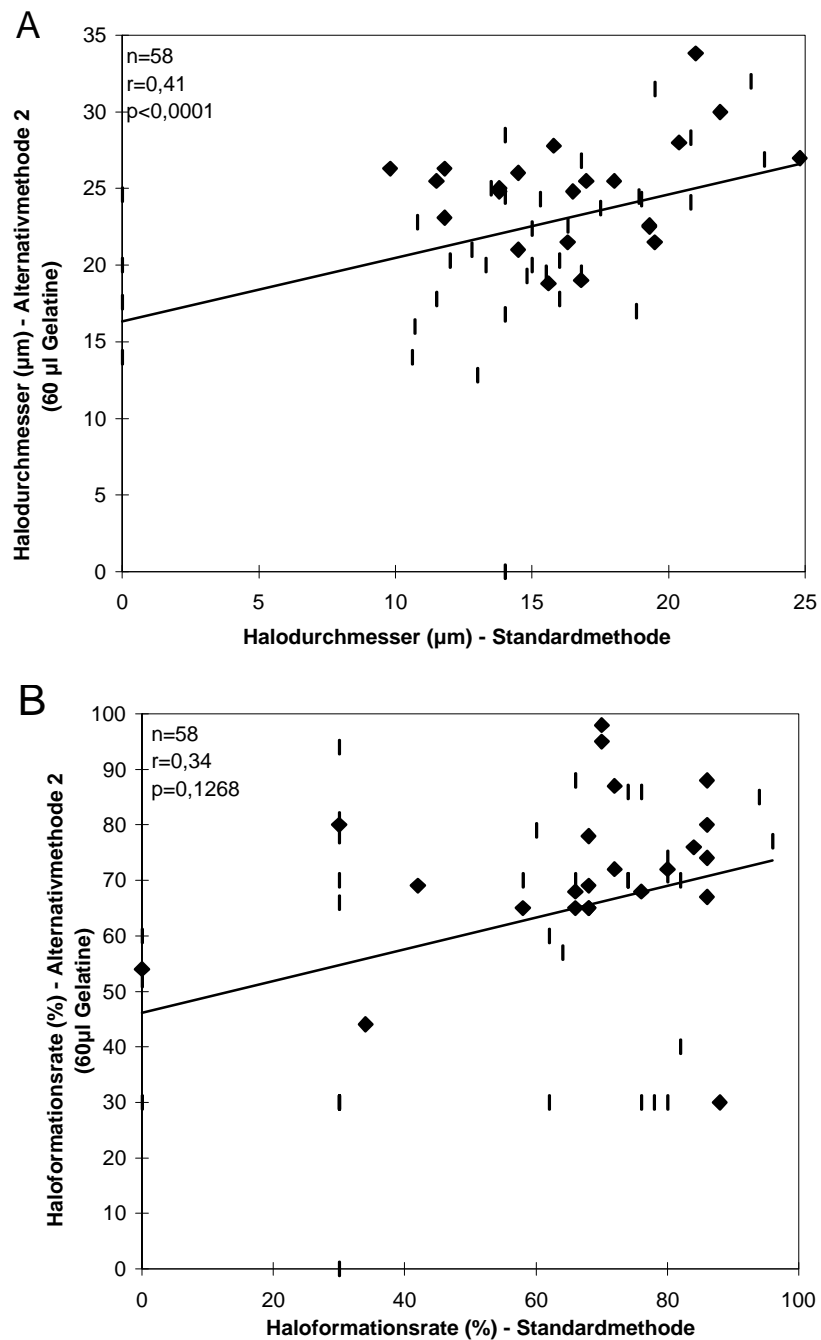 A
n=58
r=0,41
p<0,0001
Halodurchmesser (µm) - Alternativmethode 2
(60 µl Gelatine)
35
30
25
20
15
10
5
0
0 5 10 15 20 25
Halodurchmesser (µm) - Standardmethode
B
n=58
r=0,34
p=0,1268
Haloformationsrate (%) - Alternativmethode 2
(60µl Gelatine)
100
90
80
70
60
50
40
30
20
10
0
0 20 40 60 80 100
Haloformationsrate (%) - Standardmethode